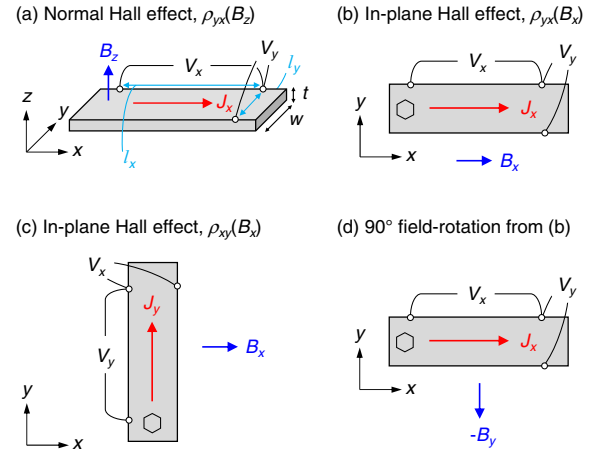 (a) Normal Hall effect, ρyx(Bz)
Bz
Vx
Vy
ly
z
y
Jx
t
w
x
lx
(b) In-plane Hall effect, ρyx(Bx)
Vx
Vy
y
Jx
x
Bx
(c) In-plane Hall effect, ρxy(Bx)
Vx
Jy
Vy
Bx
y
x
(d) 90° field-rotation from (b)
Vx
Vy
y
Jx
x
-By